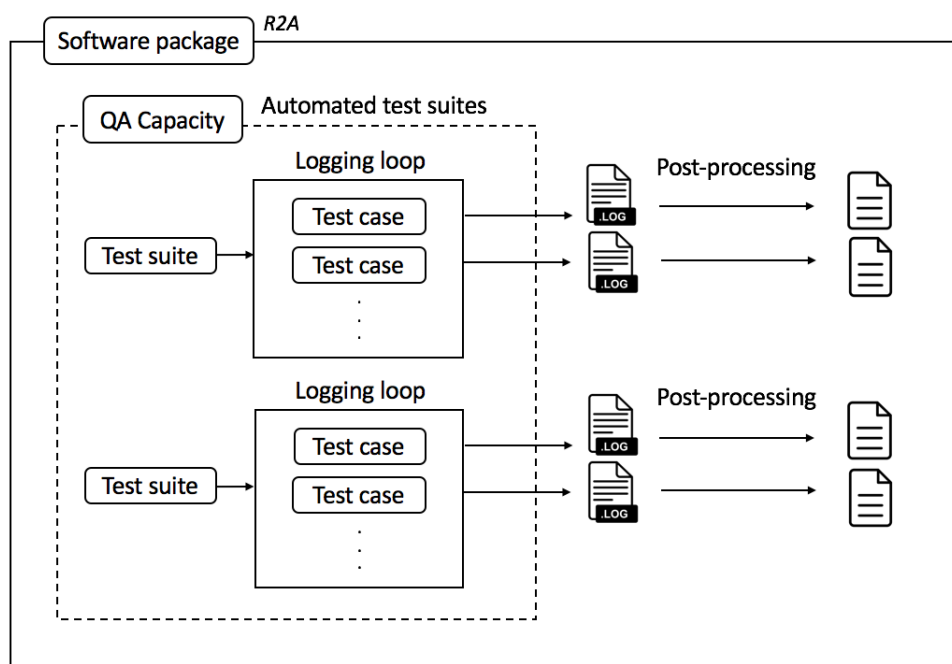 Software package
R2A
QA Capacity
Automated test suites
Logging loop
Post-processing
Test case
.LOG
Test suite
Test case
.LOG
.
.
.
Logging loop
Post-processing
Test case
.LOG
Test suite
Test case
.LOG
.
.
.